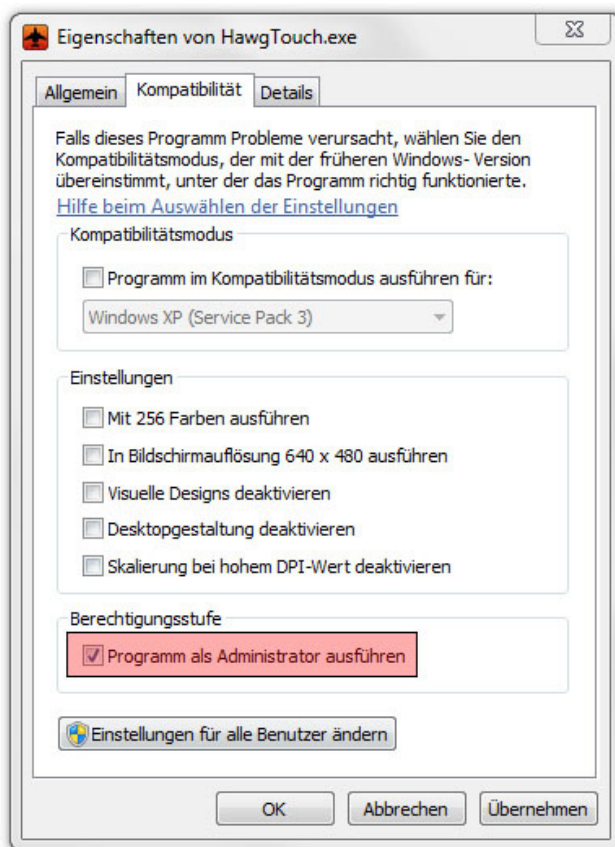 Eigenschaften von HawgTouch.exe
Allgemein Kompatibilität Details
Falls dieses Programm Probleme verursacht, wählen Sie den
Kompatibilitätsmodus, der mit der früheren Windows- Version
übereinstimmt, unter der das Programm richtig funktionierte.
Hilfe beim Auswählen der Einstellungen
Kompatibilitätsmodus
Programm im Kompatibilitätsmodus ausführen für:
Windows XP (Service Pack 3)
Einstellungen
Mit 256 Farben ausführen
In Bildschirmauflösung 640 x 480 ausführen
Visuelle Designs deaktivieren
Desktopgestaltung deaktivieren
Skalierung bei hohem DPI-Wert deaktivieren
Berechtigungsstufe
Programm als Administrator ausführen
Einstellungen für alle Benutzer ändern
OK Abbrechen Übernehmen